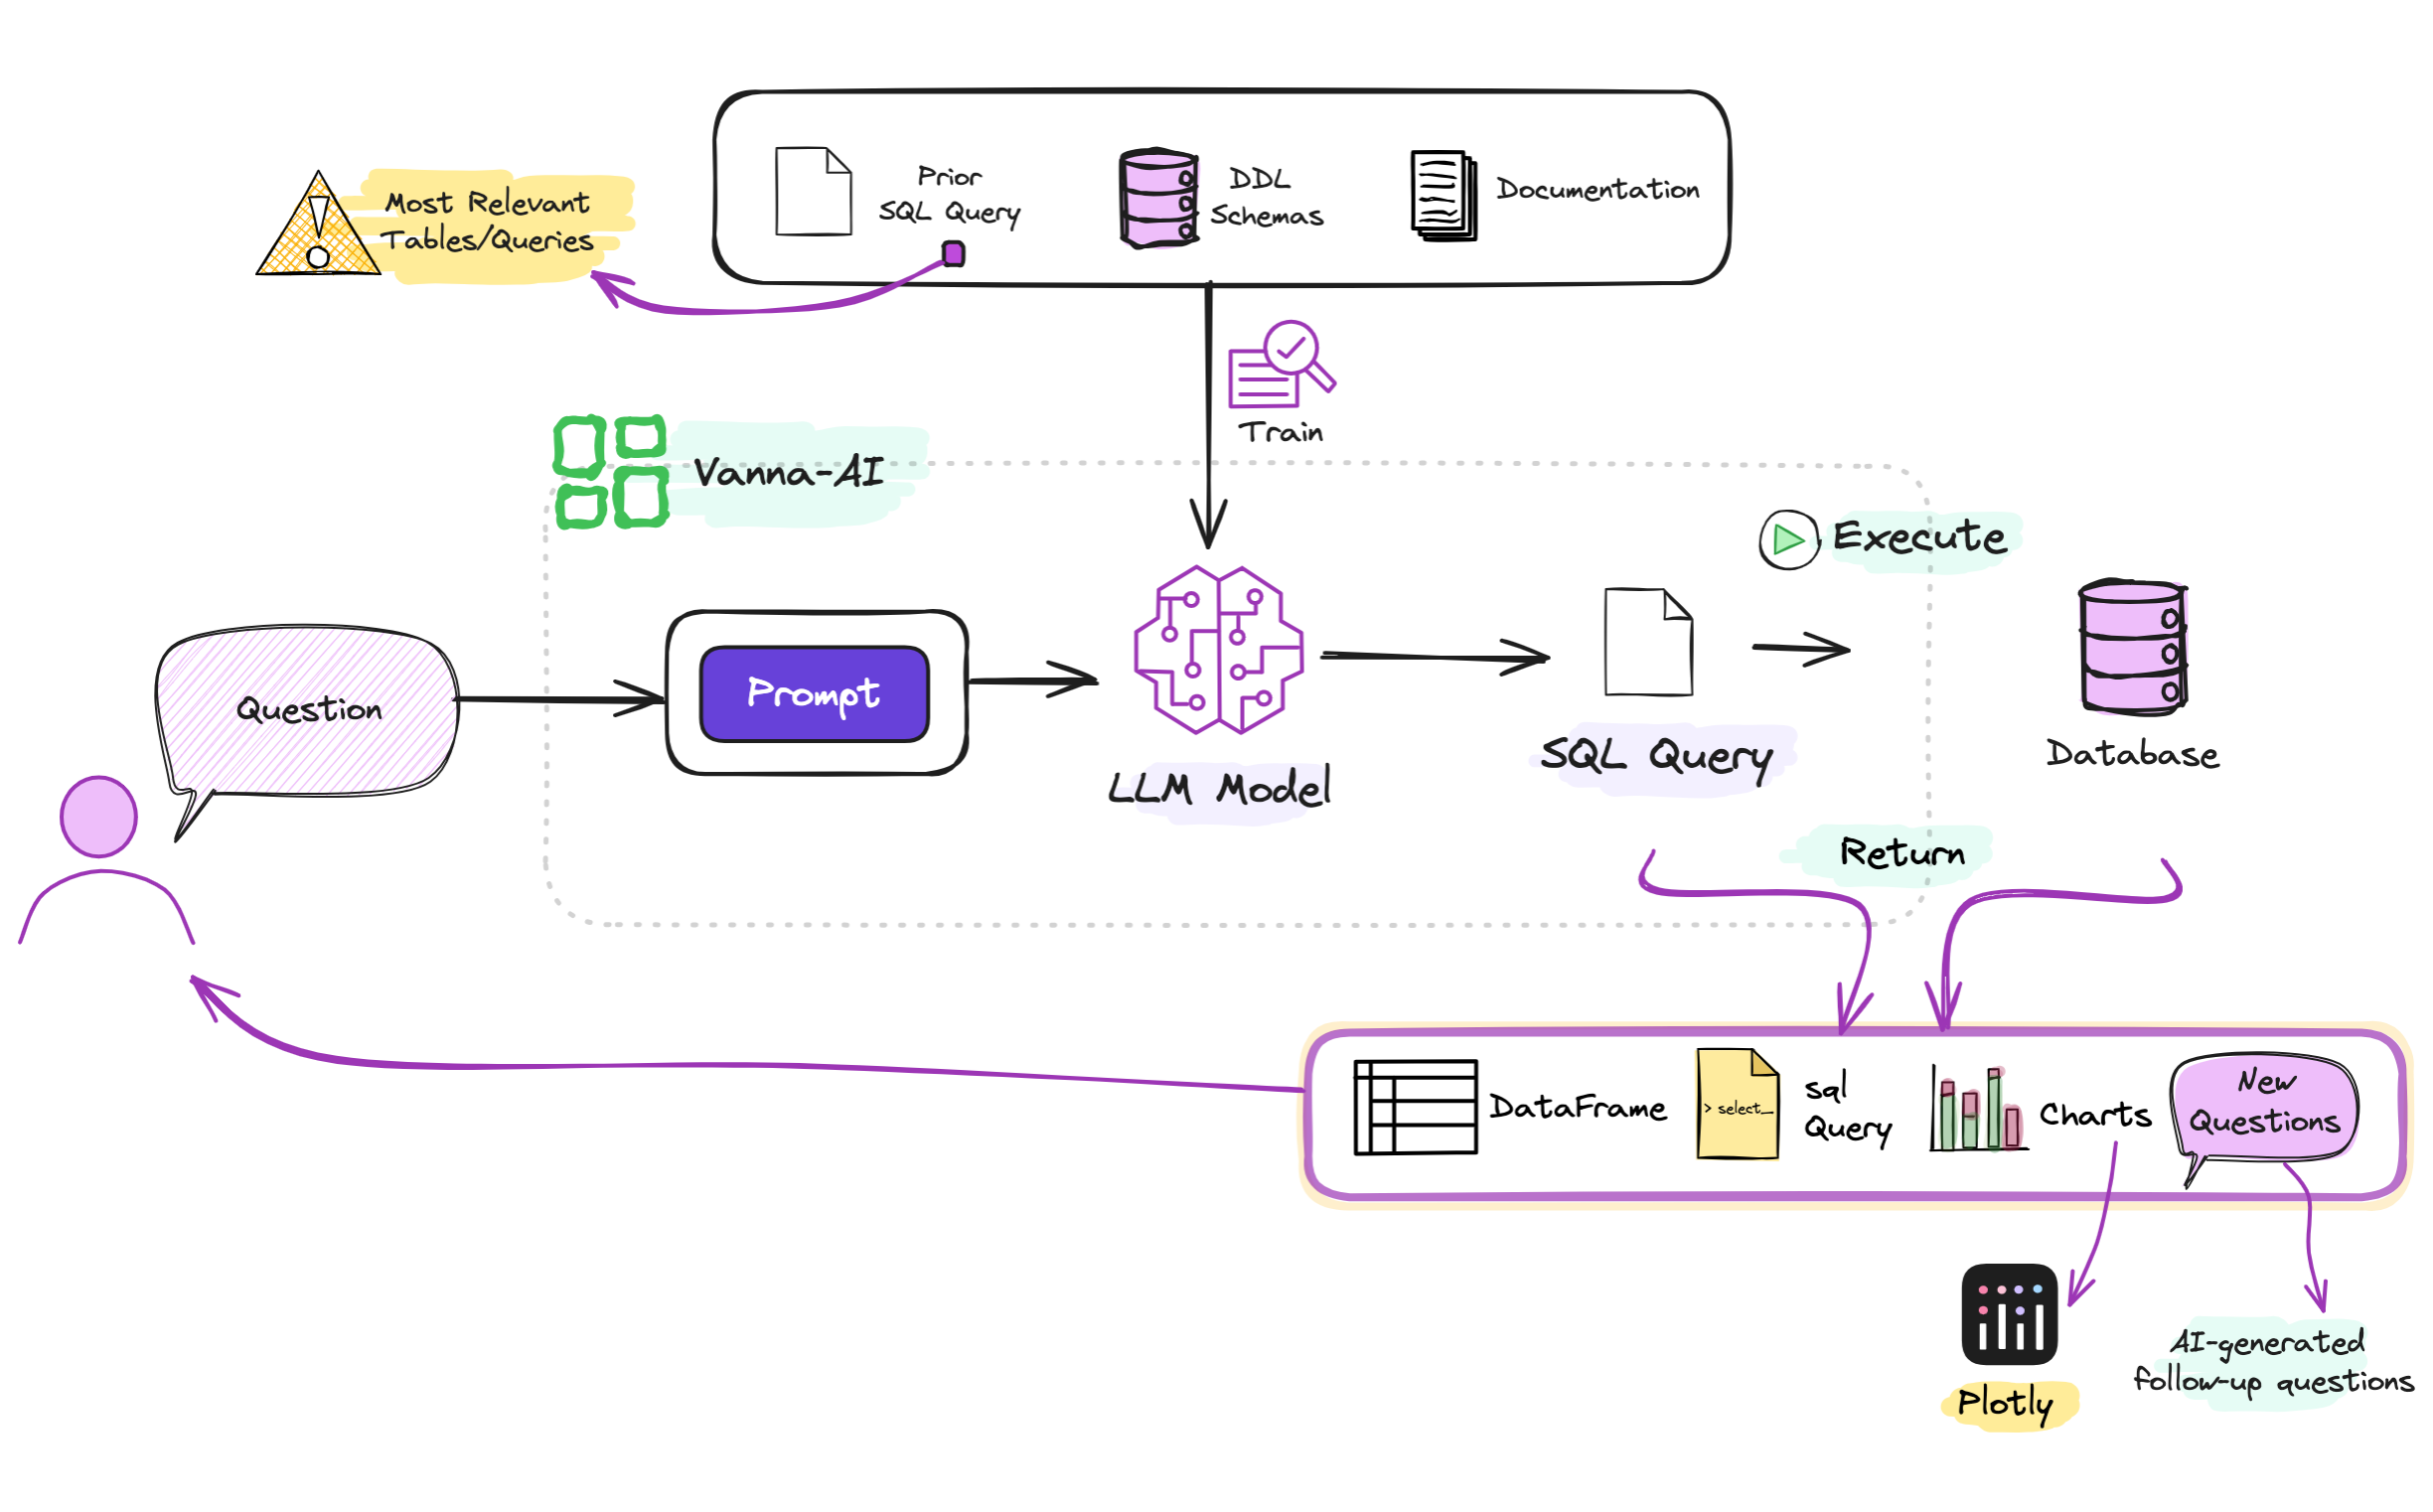 Prior
SQL Query
DDL
Schemas
Documentation
Most Relevant
Tables/Queries
Train
Vanna-AI
Execute
Question
Prompt
LLM Model
SQL Query
Database
Return
DataFrame
> select_
sql
Query
Charts
New
Questions
Plotly
AI-generated
follow-up questions